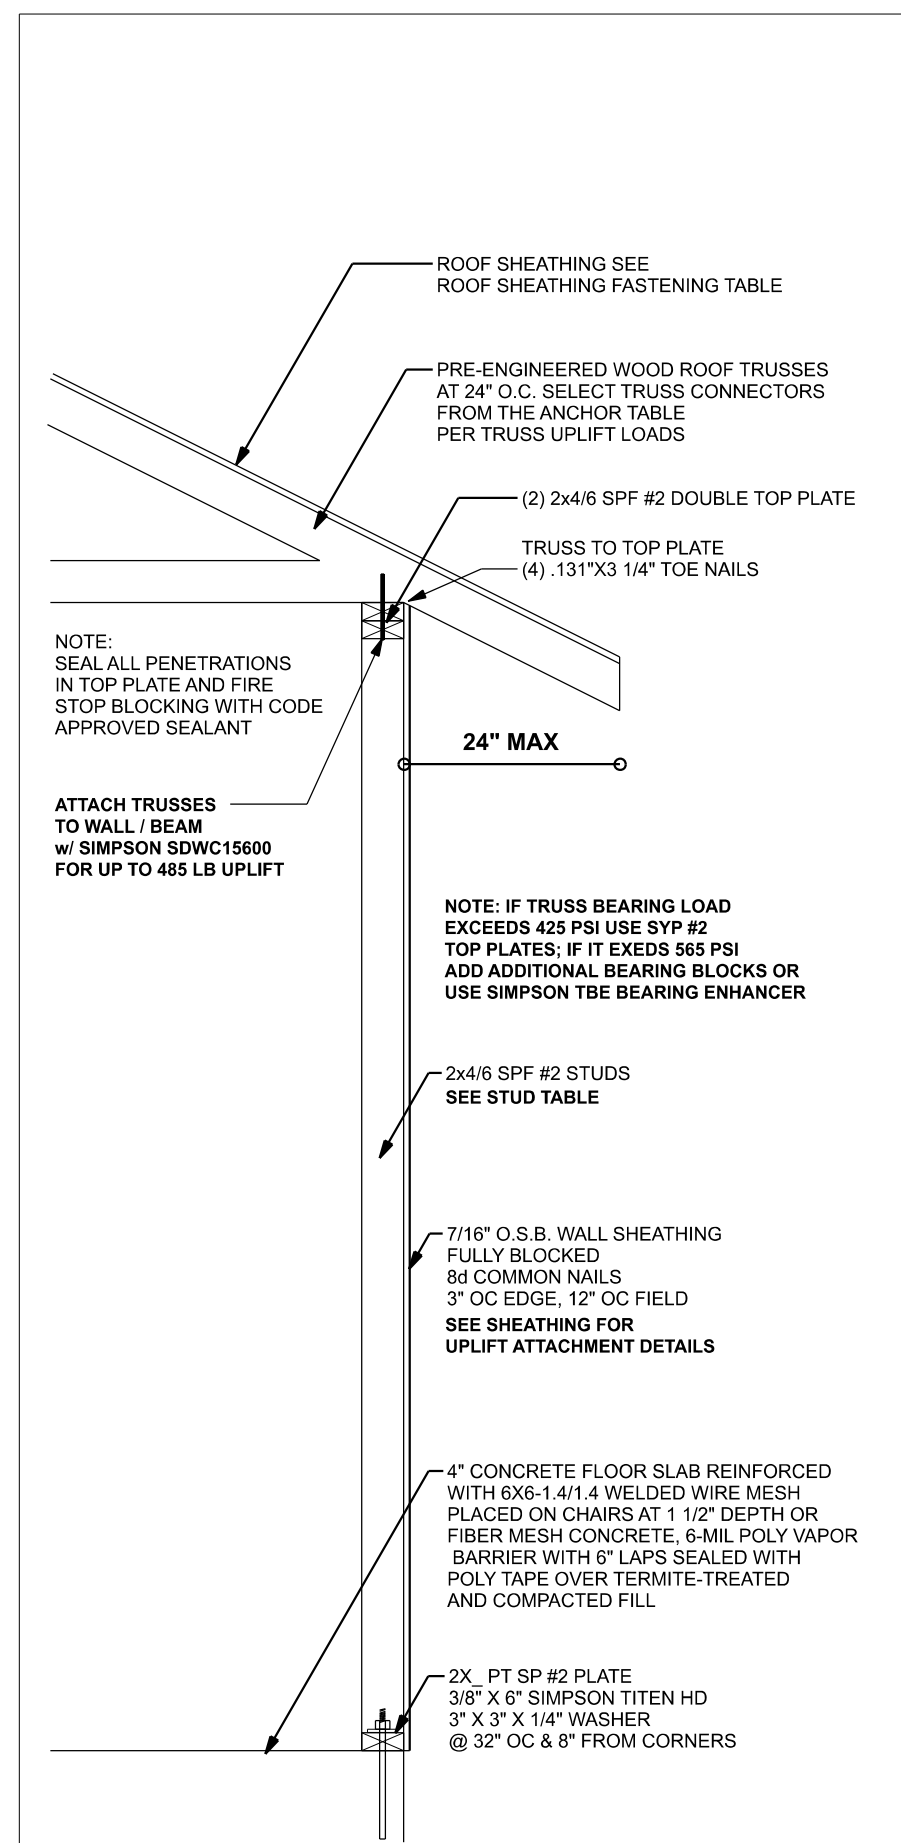 ROOF SHEATHING SEE
ROOF SHEATHING FASTENING TABLE
PRE-ENGINEERED WOOD ROOF TRUSSES
AT 24" O.C. SELECT TRUSS CONNECTORS
FROM THE ANCHOR TABLE
PER TRUSS UPLIFT LOADS
(2) 2x4/6 SPF #2 DOUBLE TOP PLATE
TRUSS TO TOP PLATE
(4) .131"X3 1/4" TOE NAILS
NOTE:
SEAL ALL PENETRATIONS
IN TOP PLATE AND FIRE
STOP BLOCKING WITH CODE
APPROVED SEALANT
24" MAX
ATTACH TRUSSES
TO WALL / BEAM
w/ SIMPSON SDWC15600
FOR UP TO 485 LB UPLIFT
NOTE: IF TRUSS BEARING LOAD
EXCEEDS 425 PSI USE SYP #2
TOP PLATES; IF IT EXEDS 565 PSI
ADD ADDITIONAL BEARING BLOCKS OR
USE SIMPSON TBE BEARING ENHANCER
2x4/6 SPF #2 STUDS
SEE STUD TABLE
7/16" O.S.B. WALL SHEATHING
FULLY BLOCKED
8d COMMON NAILS
3" OC EDGE, 12" OC FIELD
SEE SHEATHING FOR
UPLIFT ATTACHMENT DETAILS
4" CONCRETE FLOOR SLAB REINFORCED
WITH 6X6-1.4/1.4 WELDED WIRE MESH
PLACED ON CHAIRS AT 1 1/2" DEPTH OR
FIBER MESH CONCRETE, 6-MIL POLY VAPOR
BARRIER WITH 6" LAPS SEALED WITH
POLY TAPE OVER TERMITE-TREATED
AND COMPACTED FILL
2X_ PT SP #2 PLATE
3/8" X 6" SIMPSON TITEN HD
3" X 3" X 1/4" WASHER
@ 32" OC & 8" FROM CORNERS